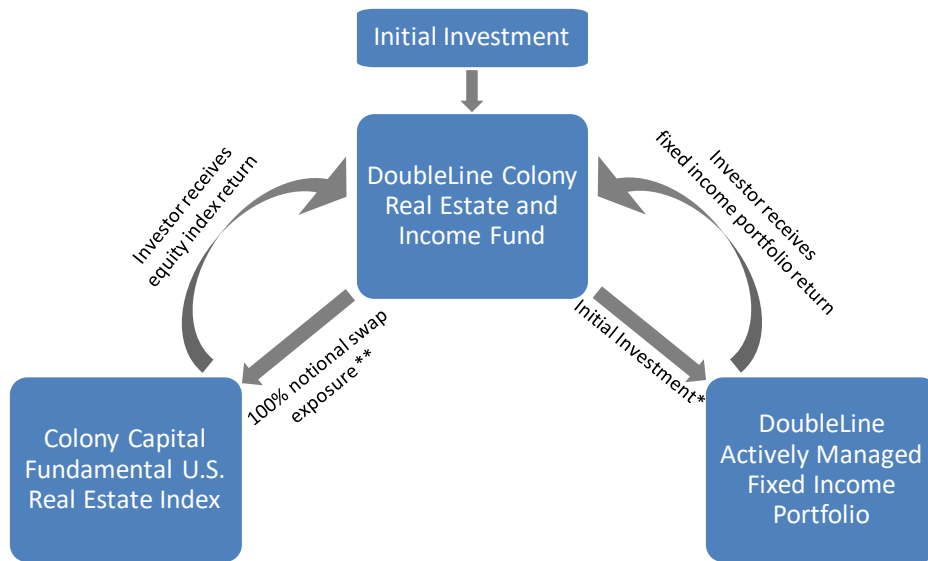 Initial Investment
DoubleLine Colony
Real Estate and
Income Fund
Investor receives
equity index return
Investor receives
fixed income portfolio return
100% notional swap
exposure**
Initial Investment*
Colony Capital
Fundamental U.S.
Real Estate Index
DoubleLine
Actively Managed
Fixed Income
Portfolio